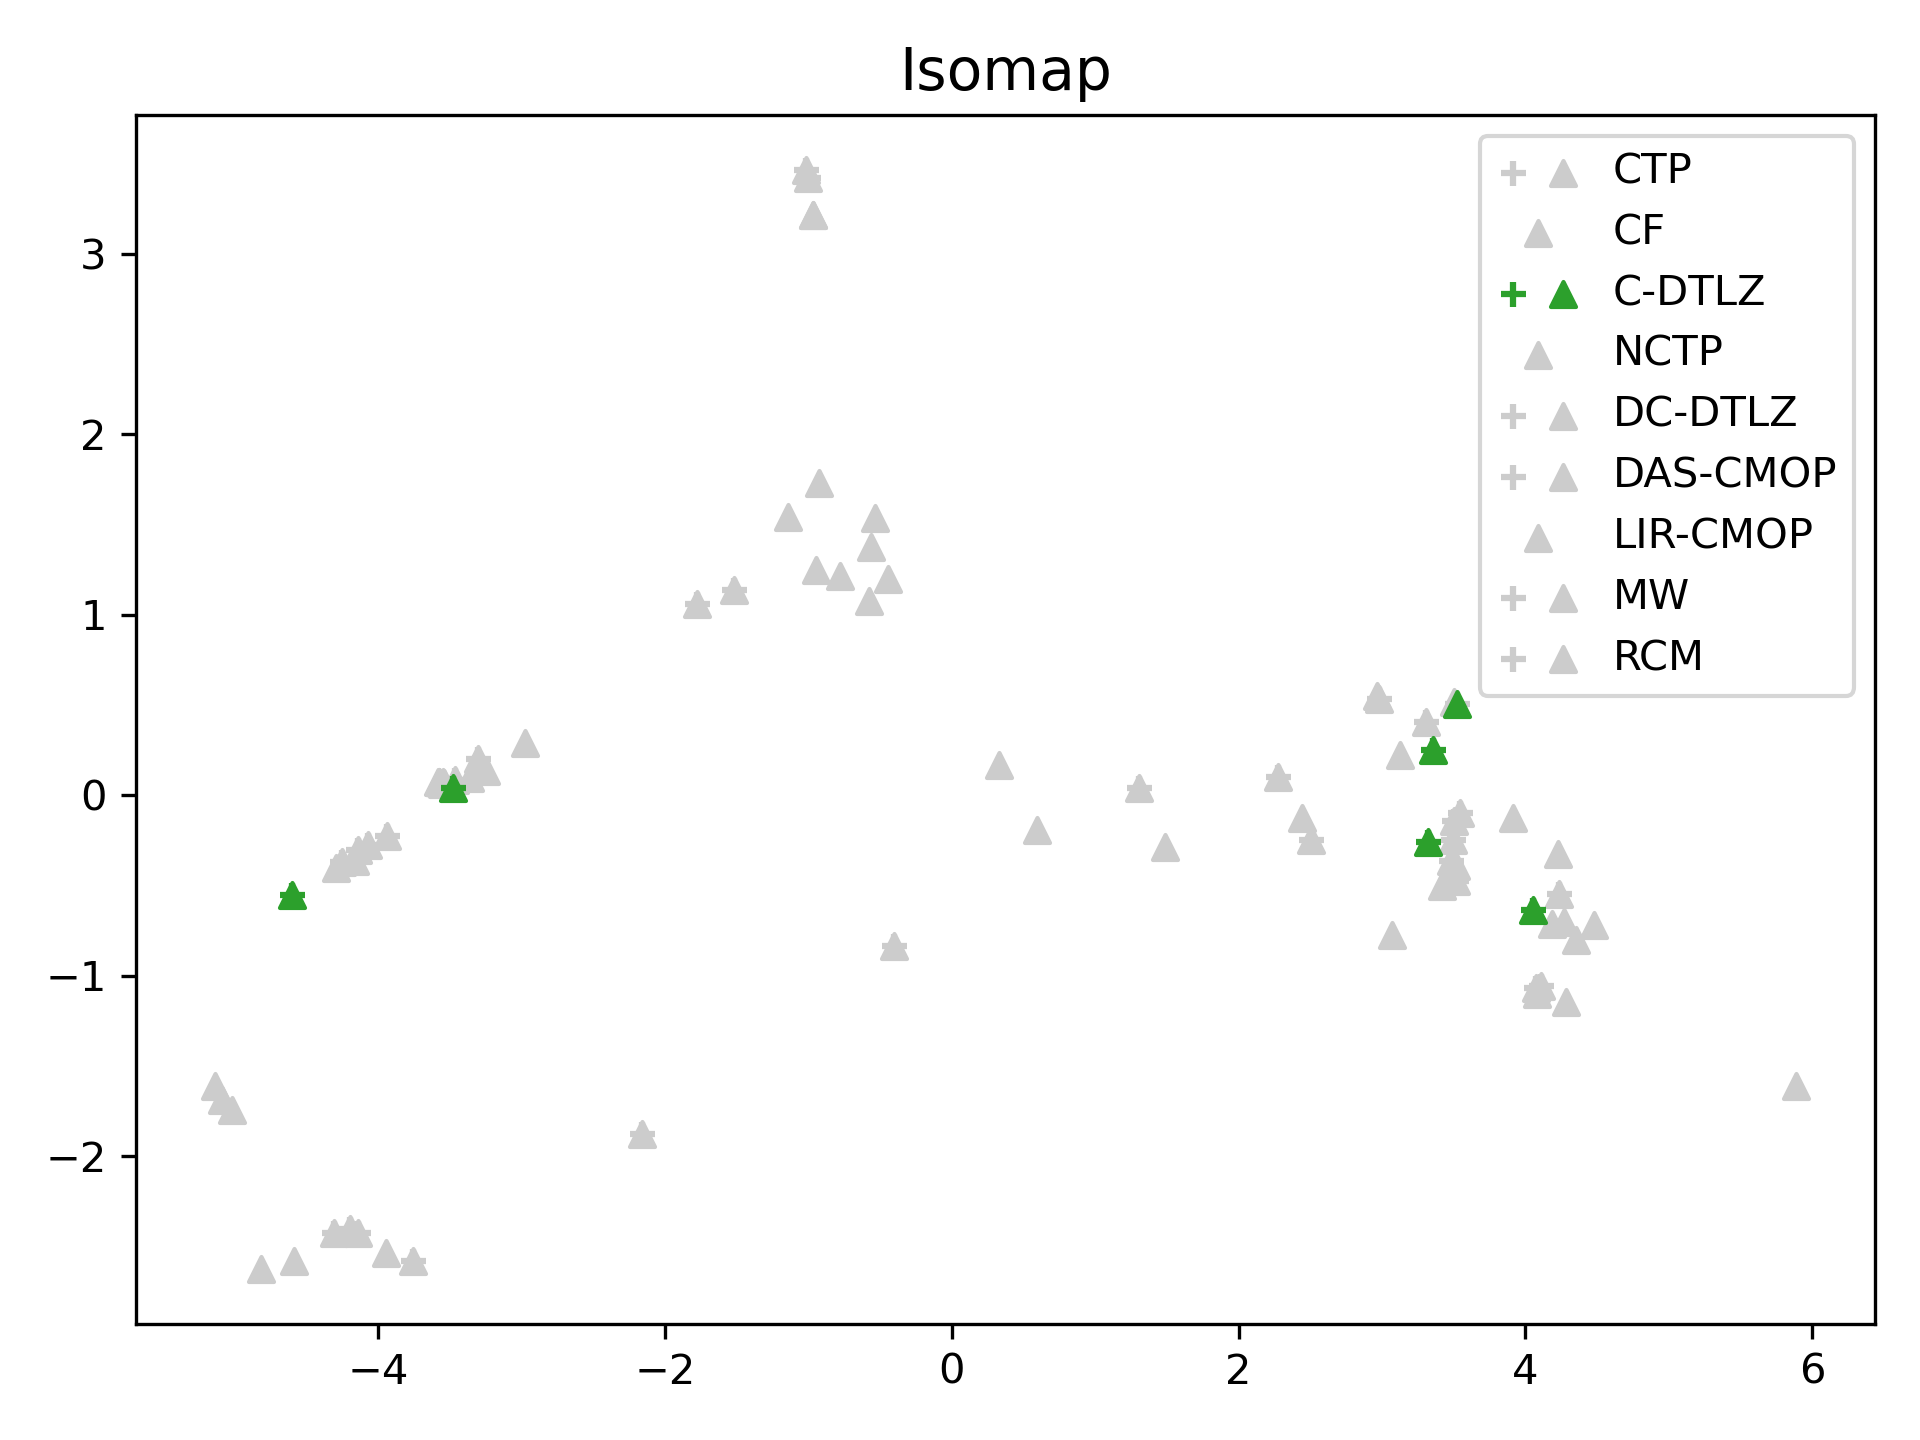 Isomap
CTP
CF
C-DTLZ
NCTP
DC-DTLZ
DAS-CMOP
LIR-CMOP
MW
RCM
3
2
1
0
−1
−2
−4 −2 0 2 4 6